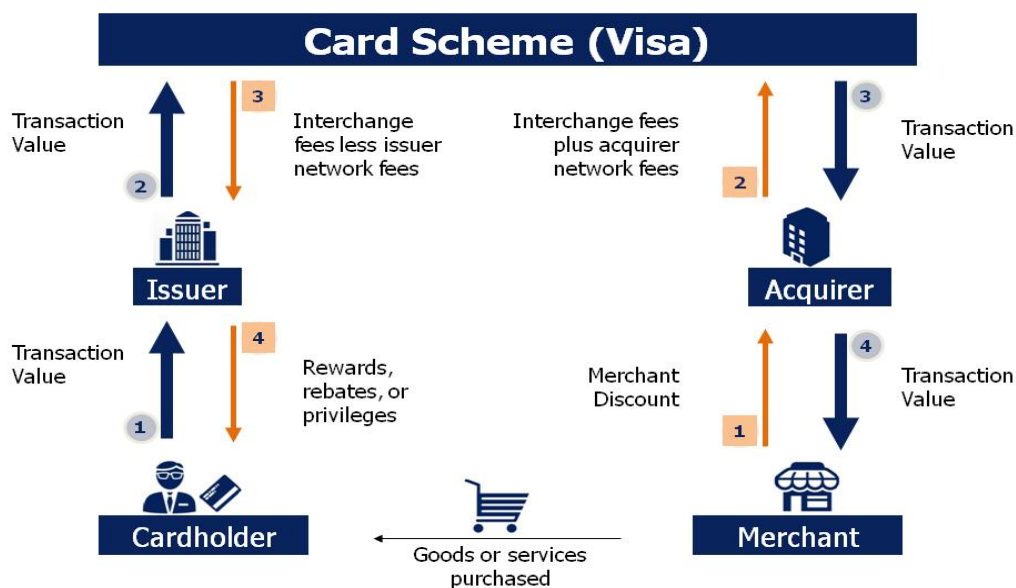 Card Scheme (Visa)
Transaction
Value
2
3
Interchange
fees less issuer
network fees
Interchange fees
plus acquirer
network fees
2
3
Transaction
Value
Issuer
Acquirer
Transaction
Value
1
4
Rewards,
rebates, or
privileges
Merchant
Discount
1
4
Transaction
Value
Cardholder
Goods or services
purchased
Merchant